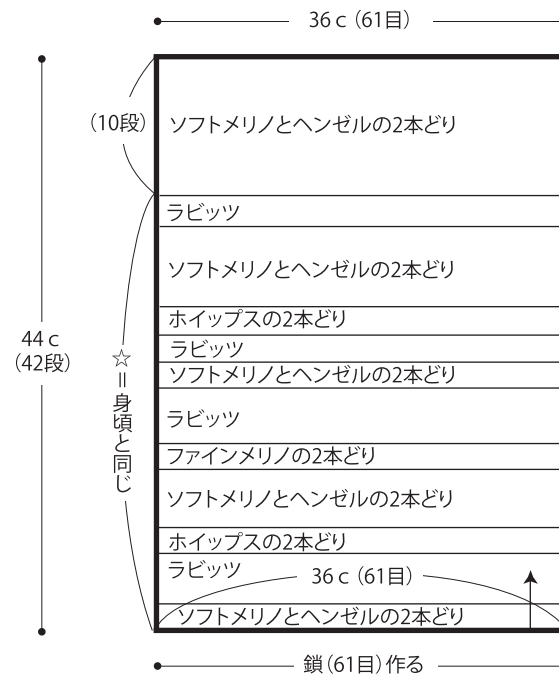 36c(61目)
(10段)
ソフトメリノとヘンゼルの2本どり
ラビッツ
ソフトメリノとヘンゼルの2本どり
ホイップスの2本どり
ラビッツ
ソフトメリノとヘンゼルの2本どり
44c
(42段)
☆=身頃と同じ
ラビッツ
ファインメリノの2本どり
ソフトメリノとヘンゼルの2本どり
ホイップスの2本どり
ラビッツ
36c(61目)
ソフトメリノとヘンゼルの2本どり
鎖(61目)作る